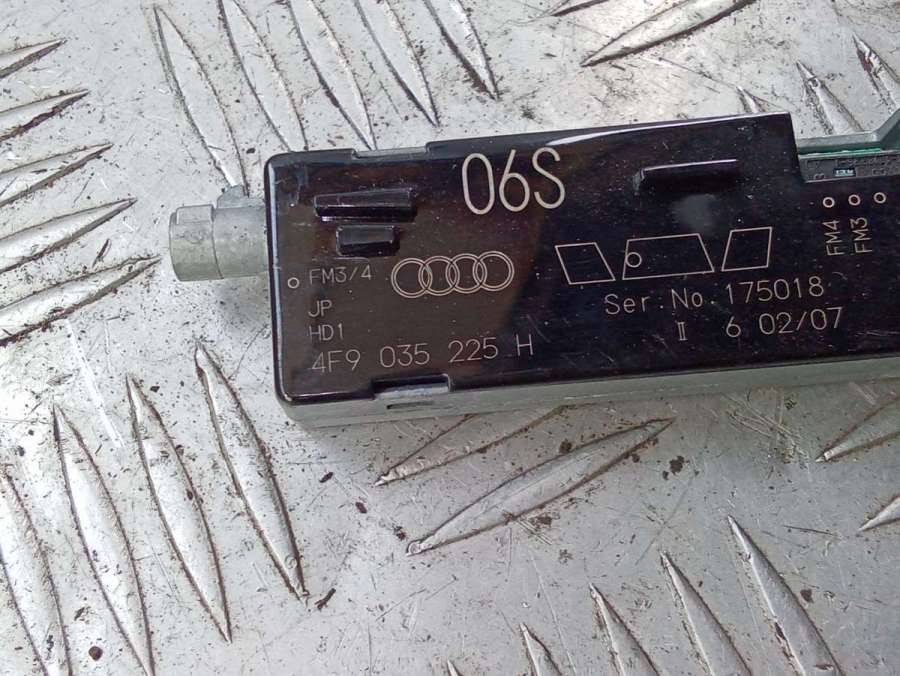 06S
FM3/4
JP
HD1
4F9 035 225 H
Ser.No.175018
II 6 02/07
FM4
FM3